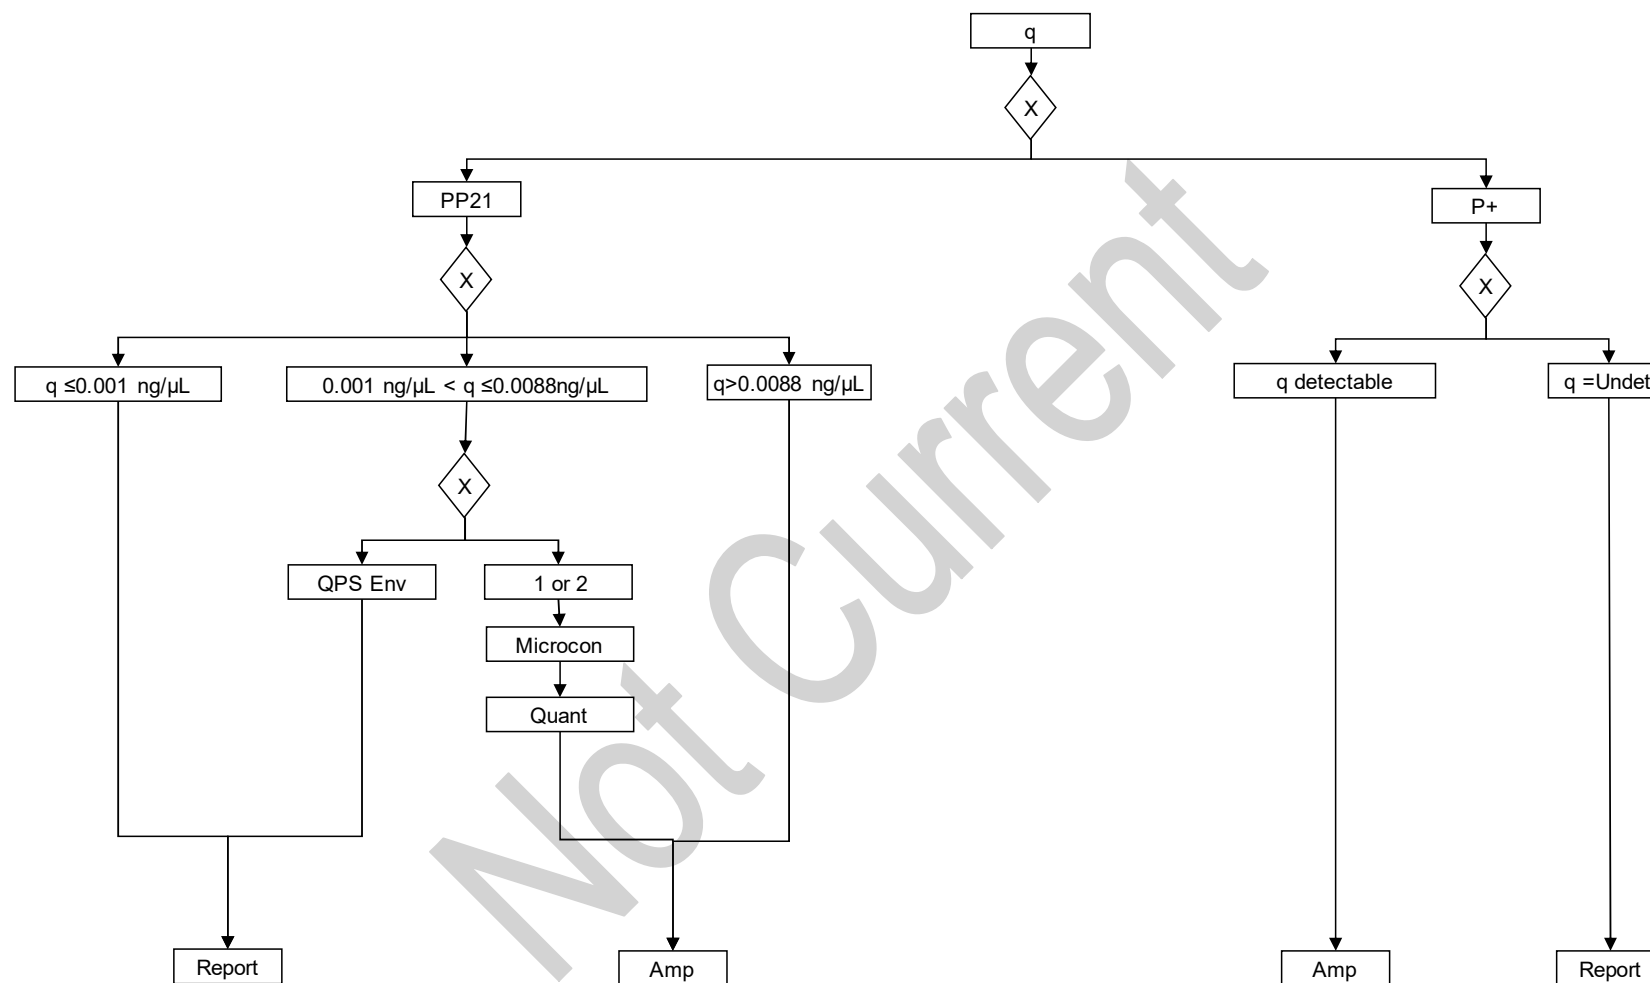 q
X
PP21
P+
X
X
q ≤0.001 ng/µL
0.001 ng/µL < q ≤0.0088ng/µL
q>0.0088 ng/µL
q detectable
q =Undet
X
QPS Env
1 or 2
Microcon
Quant
Report
Amp
Amp
Report
Not Current